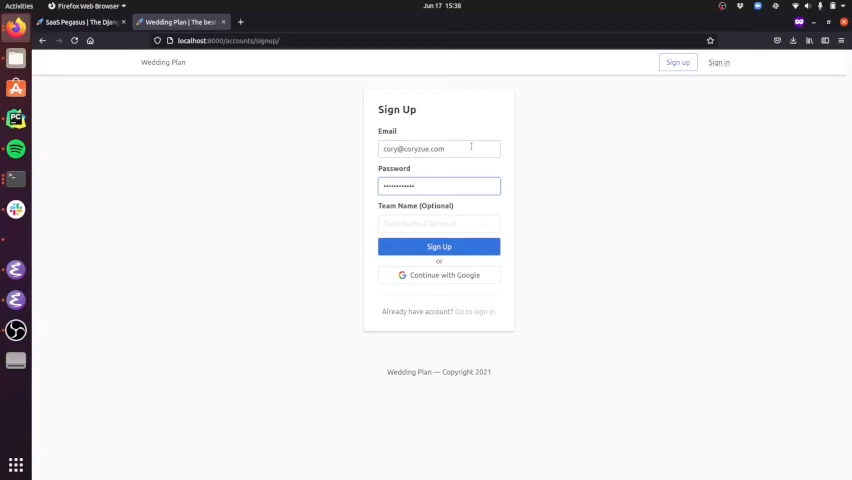 Activities
Firefox Web Browser
Jun 17 15:38
SaaS Pegasus | The Djang
Wedding Plan | The best
localhost:8000/accounts/signup/
Wedding Plan
Sign up
Sign in
Sign Up
Email
cory@coryzue.com
Password
••••••••••••
Team Name (Optional)
Team Name (Optional)
Sign Up
or
Continue with Google
Already have account? Go to sign in.
Wedding Plan — Copyright 2021
PC